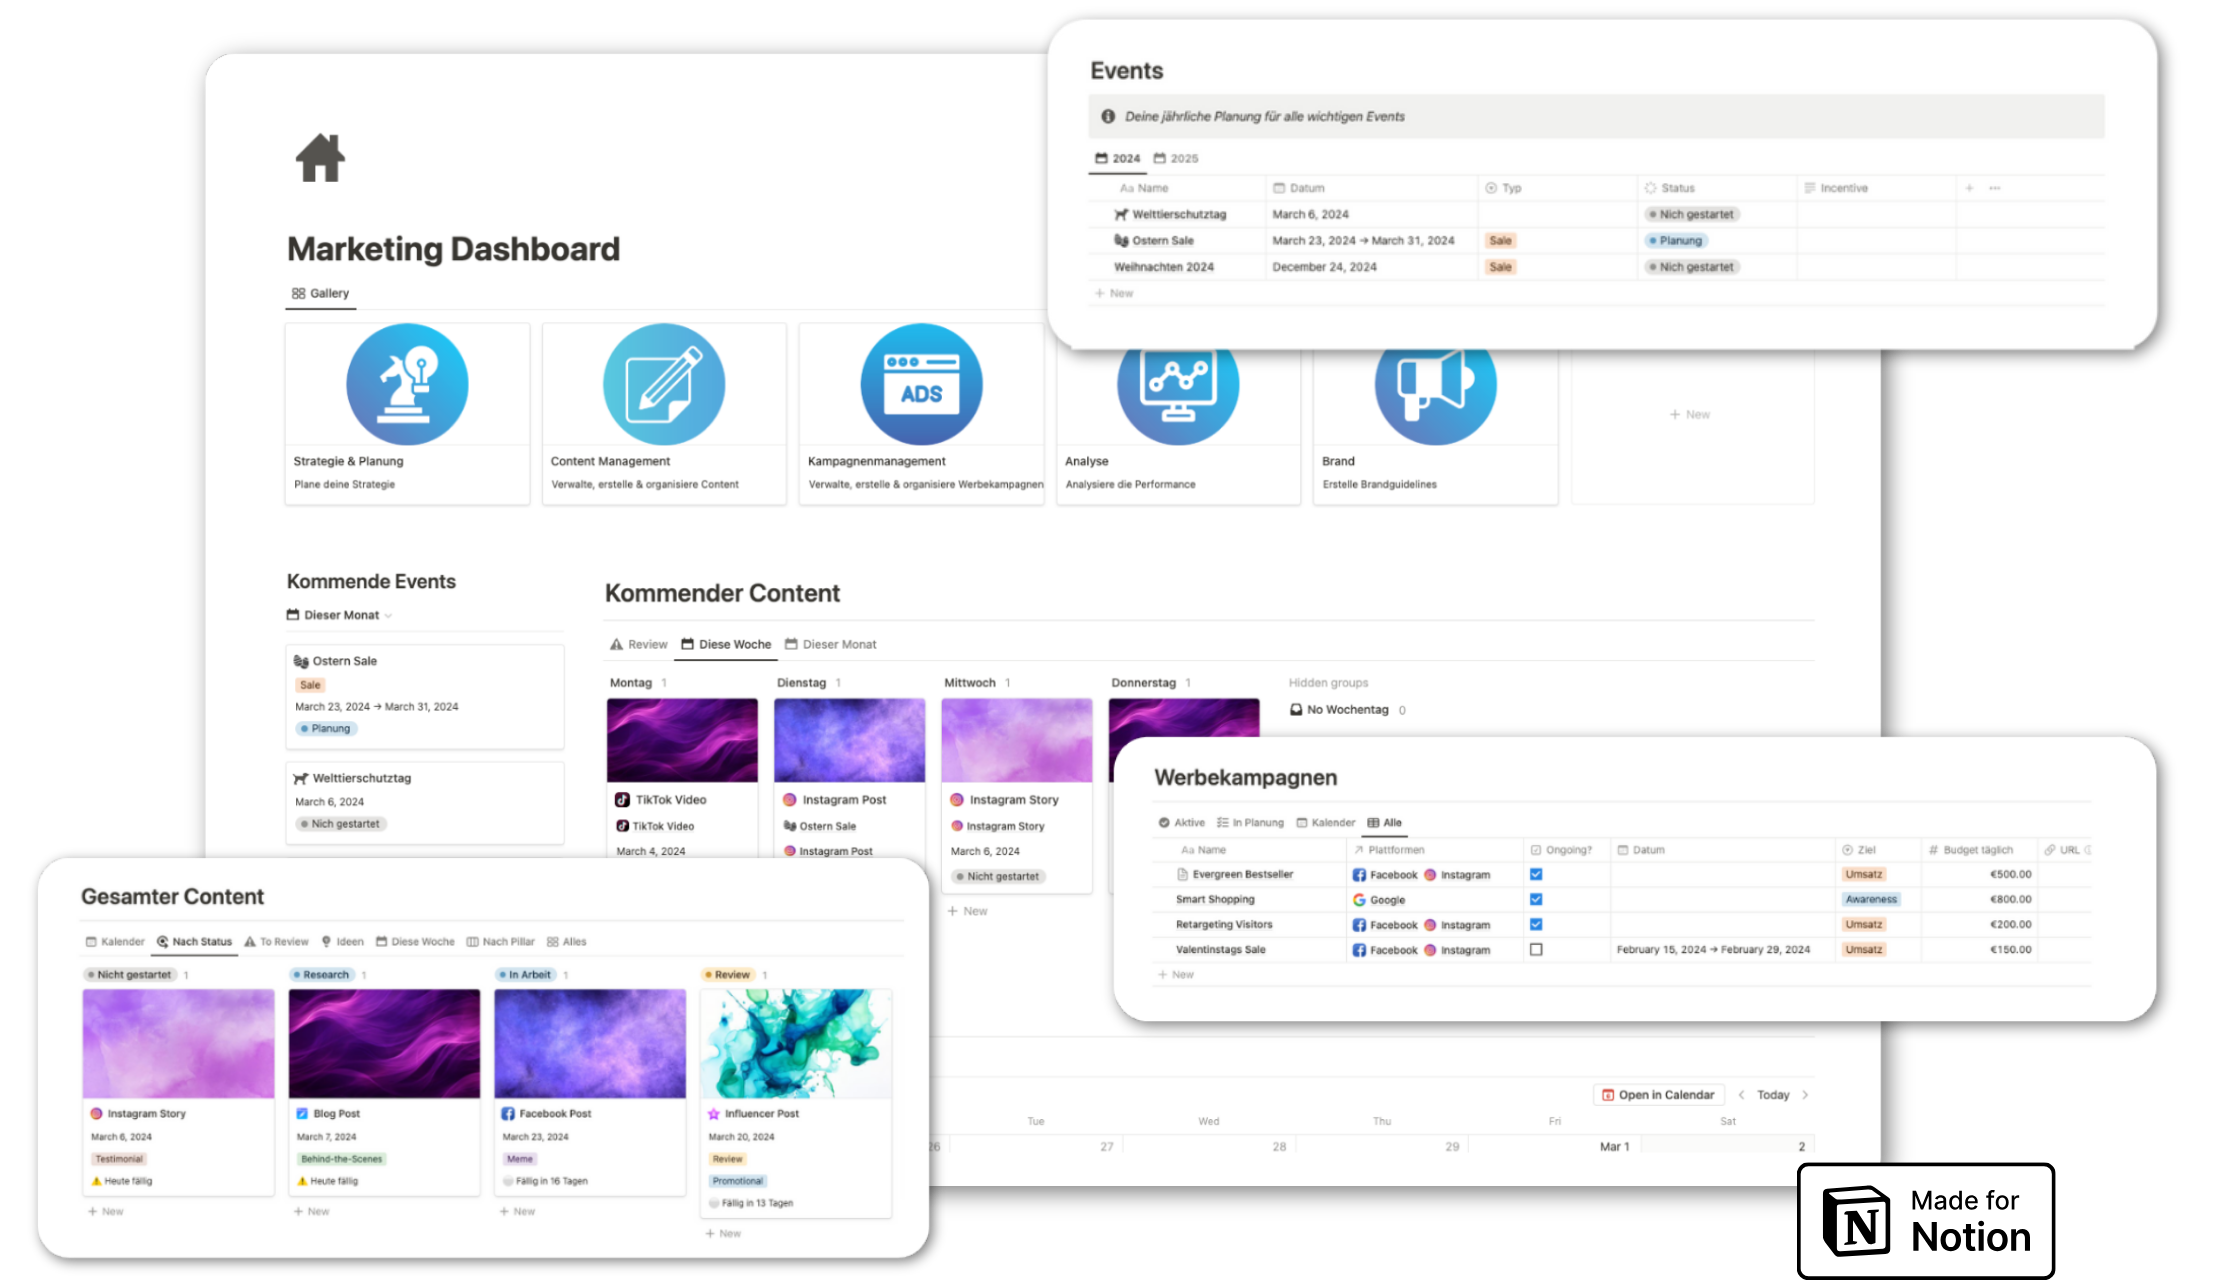 Events
Deine jährliche Planung für alle wichtigen Events
2024 2025
Aa Name Datum Typ Status Incentive + ...
Welttierschutztag March 6, 2024 Nich gestartet
Ostern Sale March 23, 2024 → March 31, 2024 Sale Planung
Weihnachten 2024 December 24, 2024 Sale Nich gestartet
+ New
Marketing Dashboard
Gallery
ADS
Strategie & Planung
Plane deine Strategie
Content Management
Verwalte, erstelle & organisiere Content
Kampagnenmanagement
Verwalte, erstelle & organisiere Werbekampagnen
Analyse
Analysiere die Performance
Brand
Erstelle Brandguidelines
+ New
Kommende Events
Dieser Monat
Ostern Sale
Sale
March 23, 2024 → March 31, 2024
Planung
Welttierschutztag
March 6, 2024
Nich gestartet
Kommender Content
Review Diese Woche Dieser Monat
Montag 1
TikTok Video
TikTok Video
March 4, 2024
Dienstag 1
Instagram Post
Ostern Sale
Instagram Post
Mittwoch 1
Instagram Story
Instagram Story
March 6, 2024
Nicht gestartet
+ New
Donnerstag 1
Hidden groups
No Wochentag 0
Werbekampagnen
Aktive In Planung Kalender Alle
Aa Name Plattformen Ongoing? Datum Ziel # Budget täglich URL
Evergreen Bestseller Facebook Instagram Umsatz €500.00
Smart Shopping Google Awareness €800.00
Retargeting Visitors Facebook Instagram Umsatz €200.00
Valentinstags Sale Facebook Instagram February 15, 2024 → February 29, 2024 Umsatz €150.00
+ New
Gesamter Content
Kalender Nach Status To Review Ideen Diese Woche Nach Pillar Alles
Nicht gestartet 1
Instagram Story
March 6, 2024
Testimonial
Heute fällig
+ New
Research 1
Blog Post
March 7, 2024
Behind-the-Scenes
Heute fällig
+ New
In Arbeit 1
Facebook Post
March 23, 2024
Meme
Fällig in 16 Tagen
+ New
Review 1
Influencer Post
March 20, 2024
Review
Promotional
Fällig in 13 Tagen
+ New
Open in Calendar < Today >
Tue Wed Thu Fri Sat
26 27 28 29 Mar 1 2
Made for
Notion